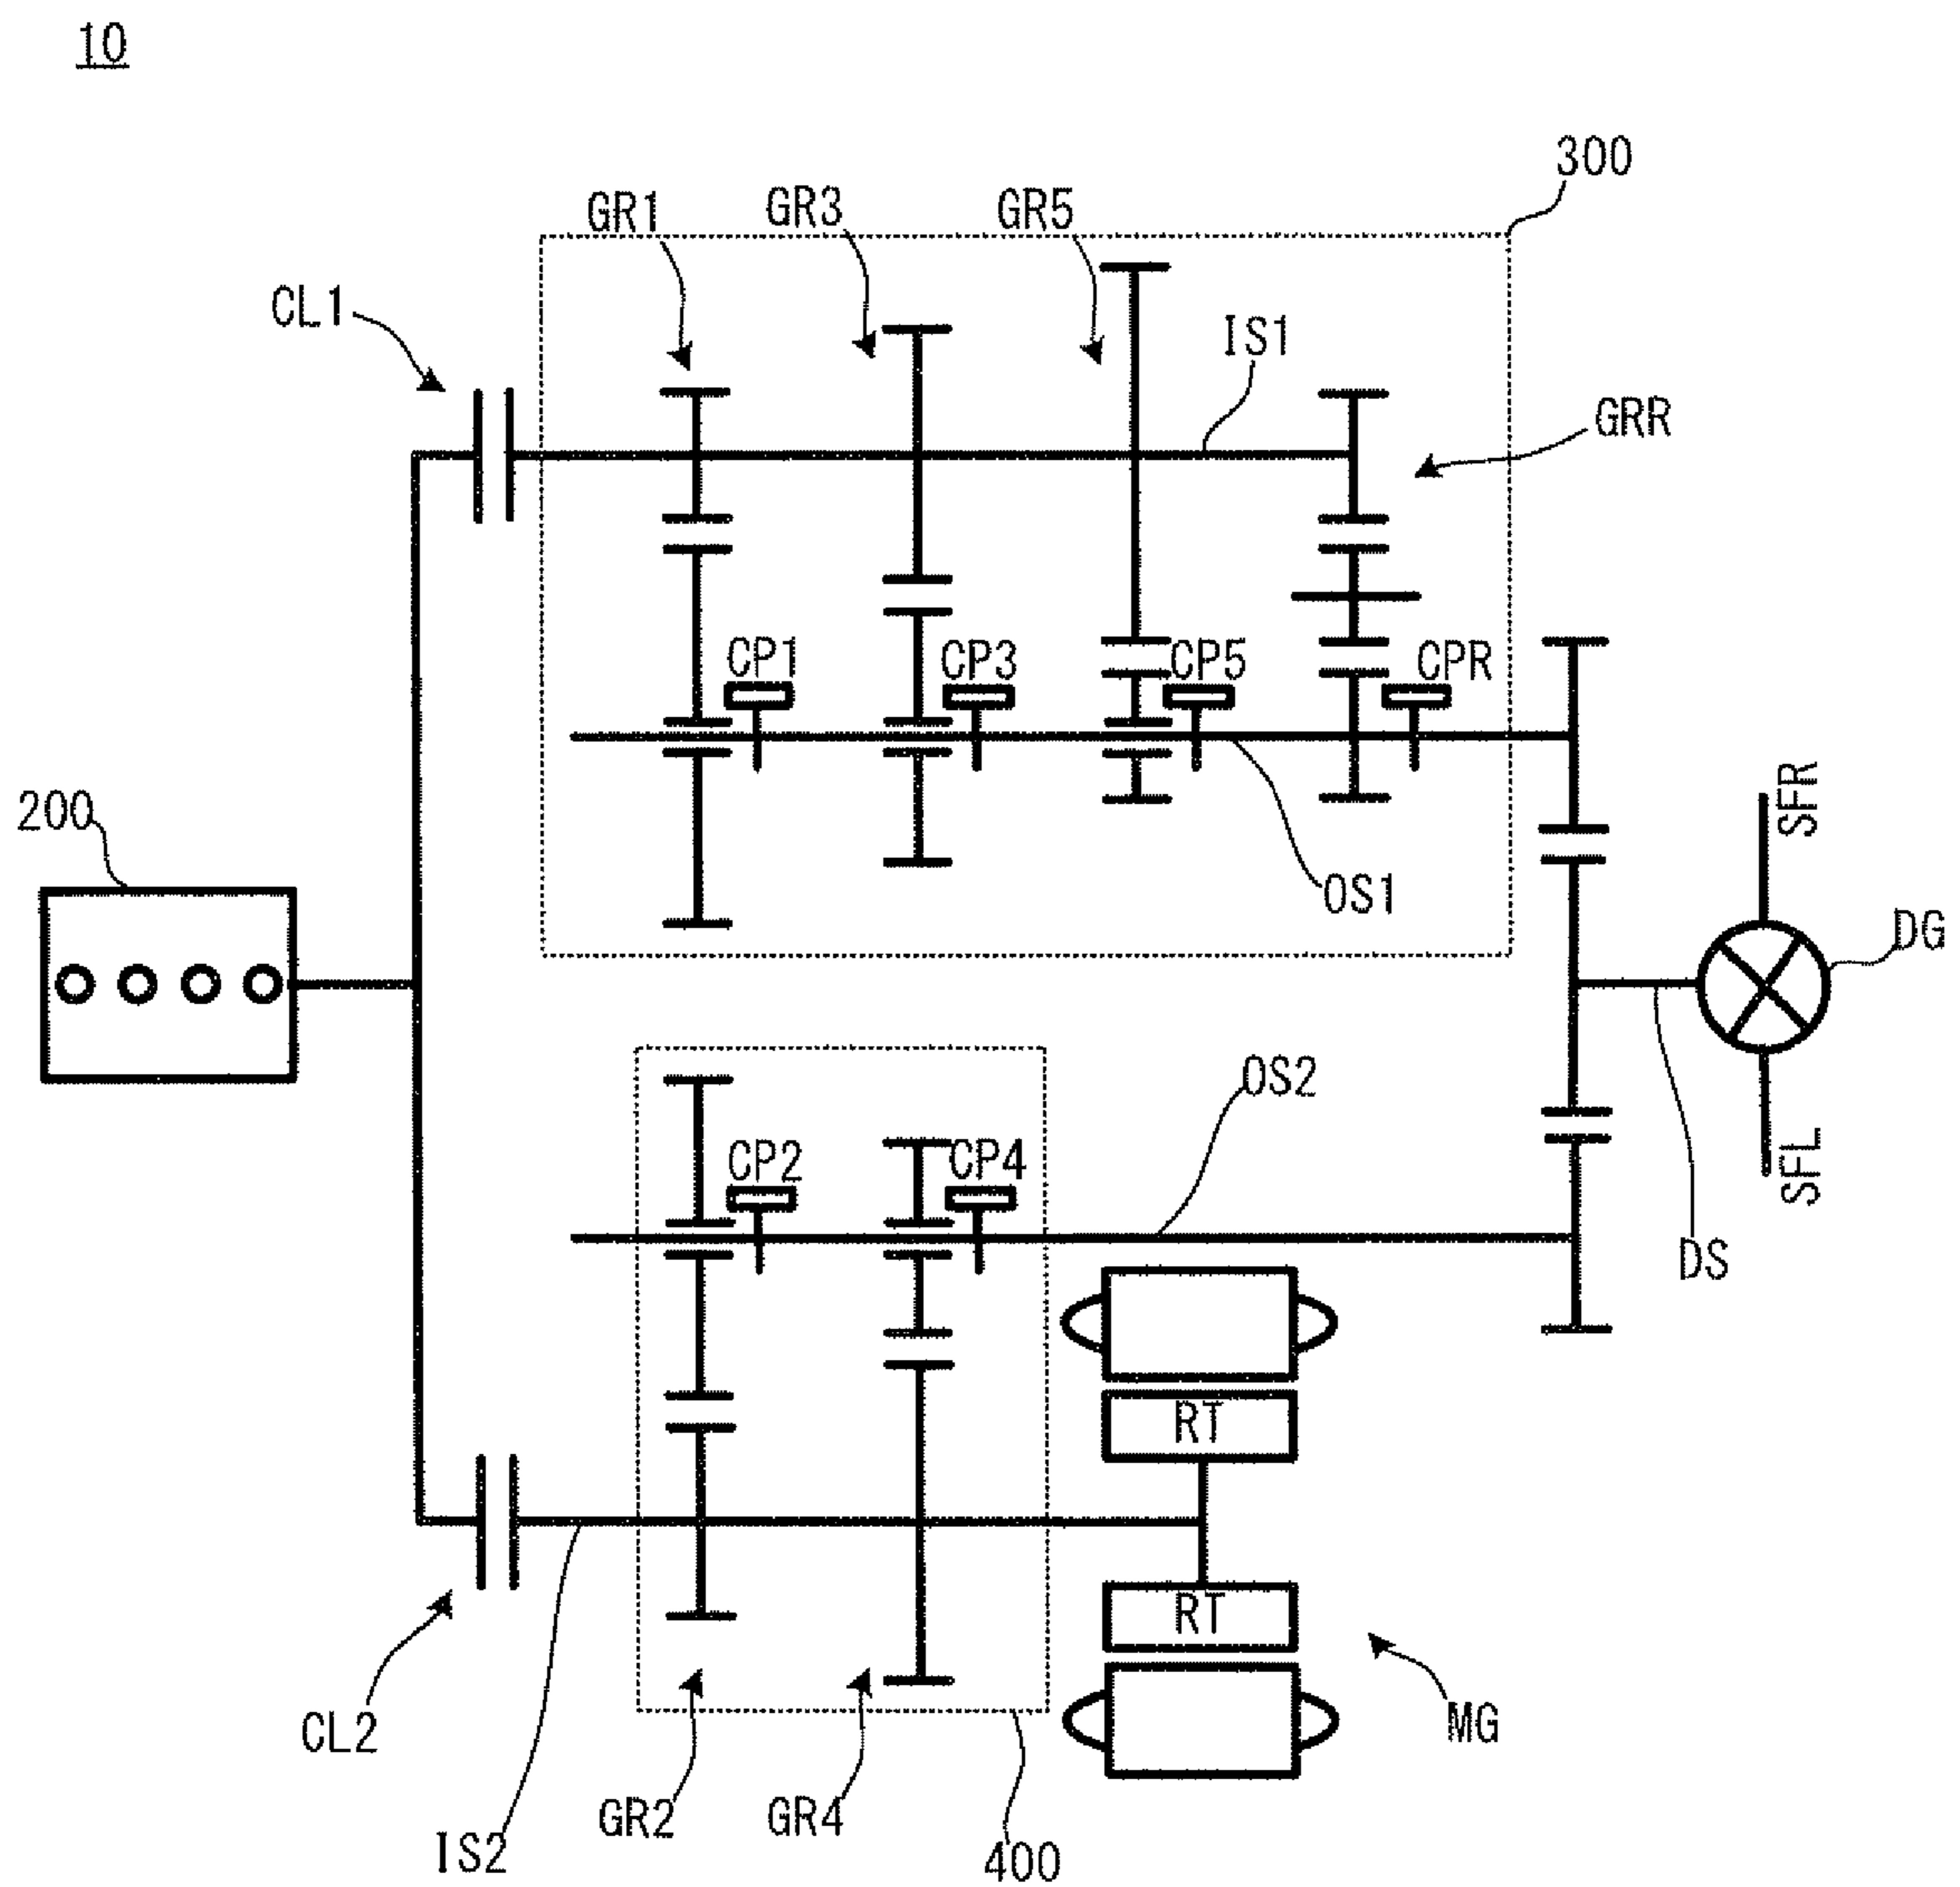 10
300
GR1
GR3
GR5
CL1
IS1
GRR
CP1
CP3
CP5
CPR
200
SFR
OS1
DG
OS2
CP2
CP4
SFL
DS
RT
RT
CL2
MG
GR2
GR4
IS2
400